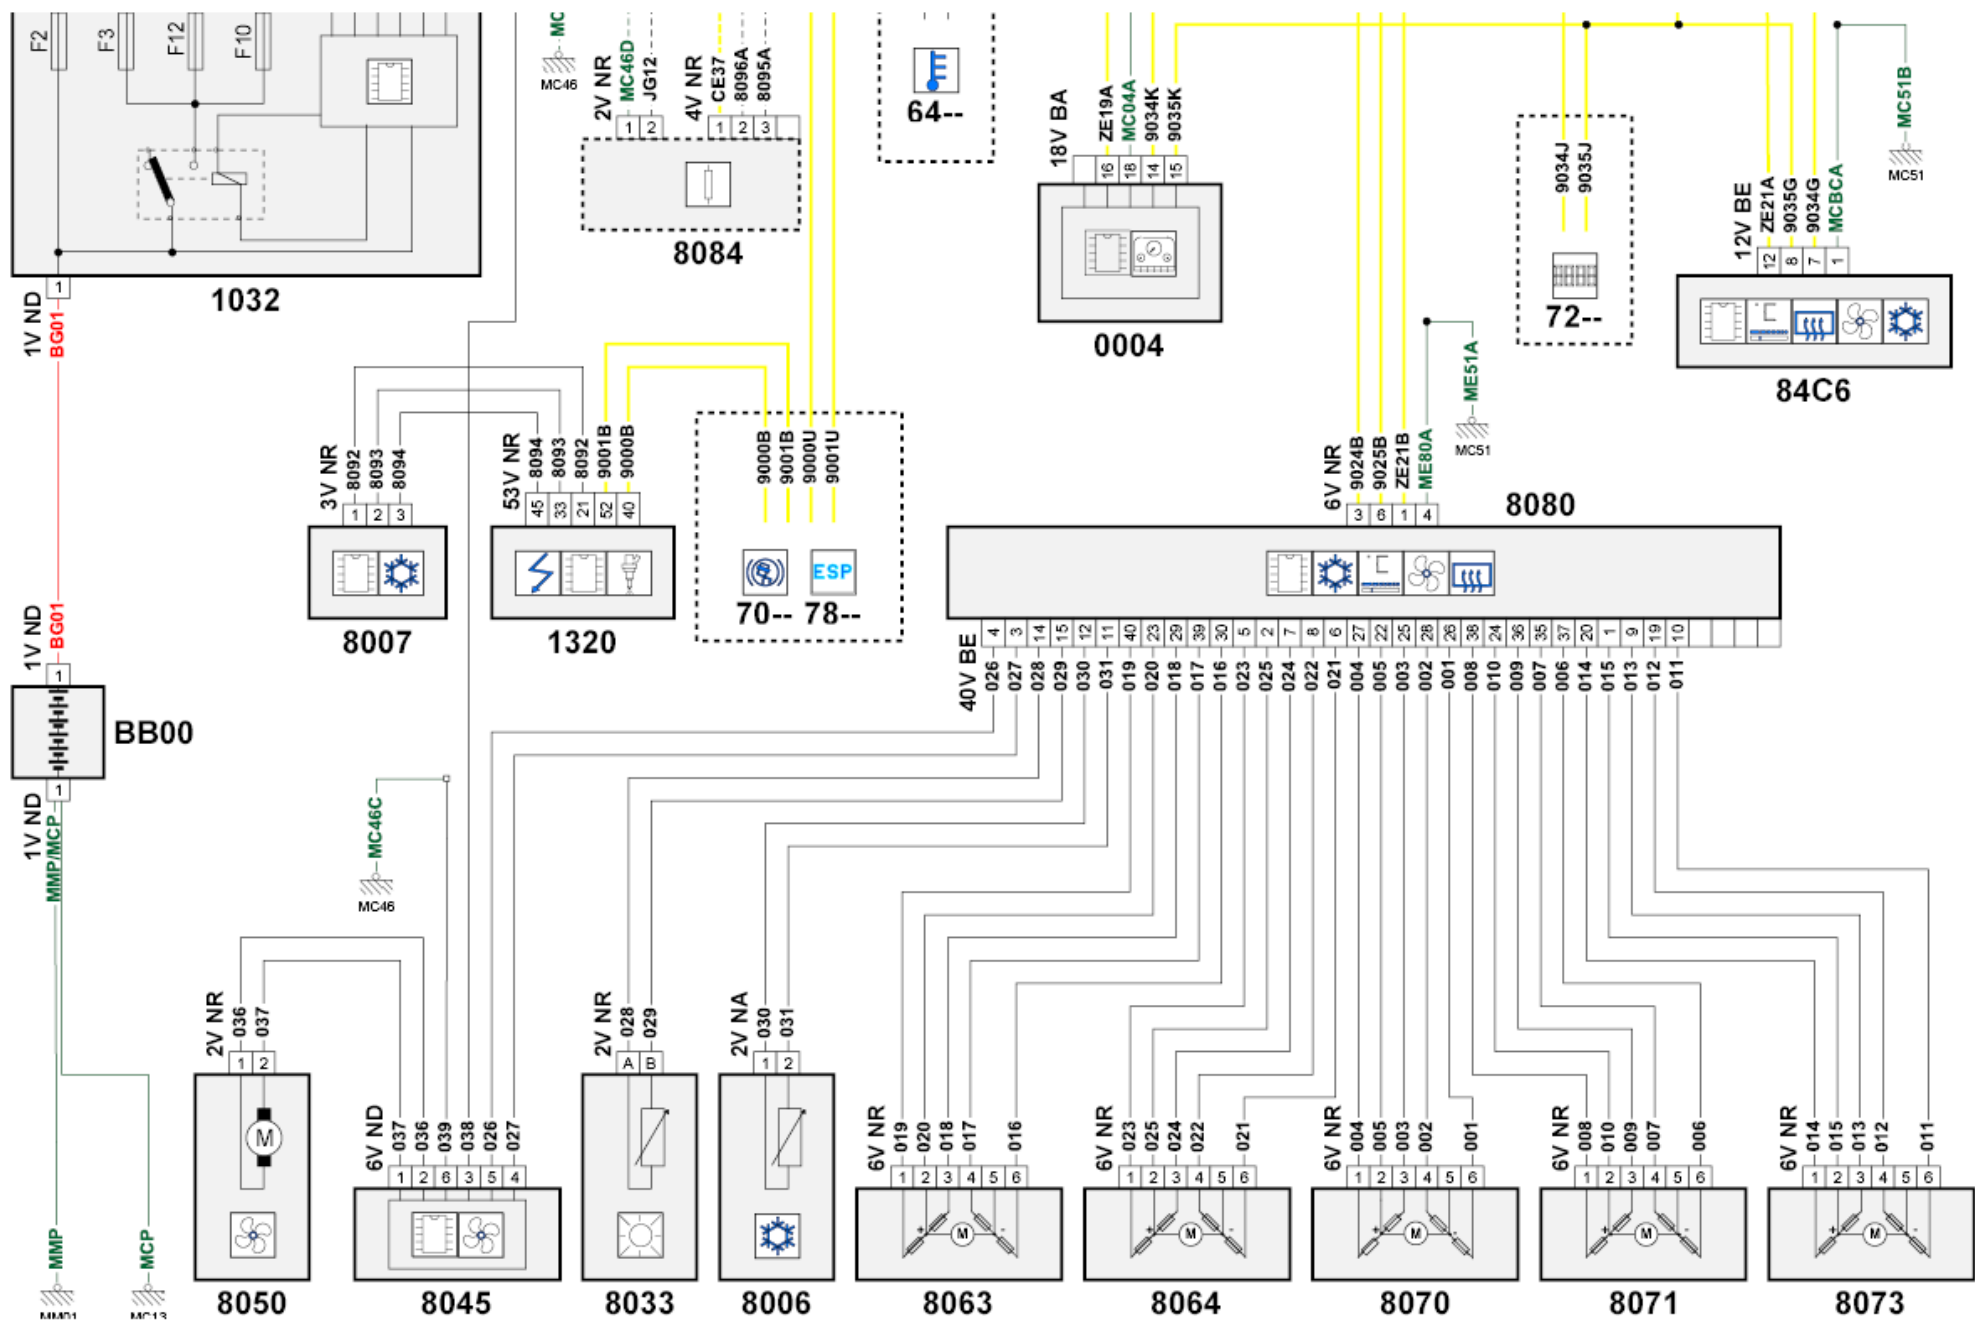 F2
F3
F12
F10
MC
MC46
2V NR
MC46D
JG12
1 2
4V NR
CE37
8096A
8095A
1 2 3
8084
64--
18V BA
ZE19A
MC04A
9034K
9035K
16 18 14 15
0004
9034J
9035J
72--
12V BE
ZE21A
9035G
9034G
MCBCA
12 8 7 1
MC51B
MC51
84C6
1032
1
1V ND
BG01
BG01
1V ND
1
BB00
1
1V ND
MMP/MCP
MMP
MCP
3V NR
8092
8093
8094
1 2 3
8007
53V NR
8094
8093
8092
9001B
9000B
45 33 21 52 40
1320
9000B
9001B
9000U
9001U
ESP
70-- 78--
6V NR
9024B
9025B
ZE21B
ME80A
3 6 1 4
ME51A
MC51
8080
40V BE
4 3 14 15 12 11 40 23 18 29 39 30 5 2 7 8 6 27 22 25 28 26 38 24 36 35 37 20 1 9 19 10
026 027 028 029 030 031 019 020 018 017 016 023 025 024 022 021 004 005 003 002 001 008 010 009 007 006 014 015 013 012 011
MC46C
MC46
2V NR
036
037
1 2
M
8050
6V ND
037 036 039 038 026 027
1 2 6 3 5 4
8045
2V NR
028
029
A B
8033
2V NA
030
031
1 2
8006
6V NR
019 020 018 017 016
1 2 3 4 5 6
+ M -
8063
6V NR
023 025 024 022 021
1 2 3 4 5 6
+ M -
8064
6V NR
004 005 003 002 001
1 2 3 4 5 6
+ M -
8070
6V NR
008 010 009 007 006
1 2 3 4 5 6
+ M -
8071
6V NR
014 015 013 012 011
1 2 3 4 5 6
+ M -
8073
MM01
MC13